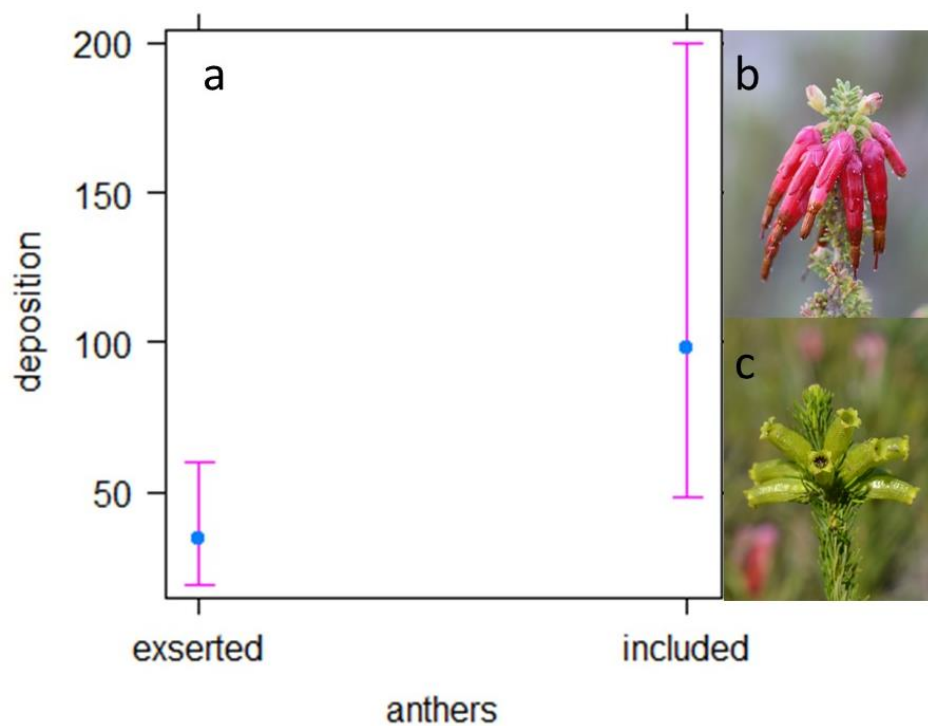 a
b
c
200
150
100
50
deposition
exserted
included
anthers